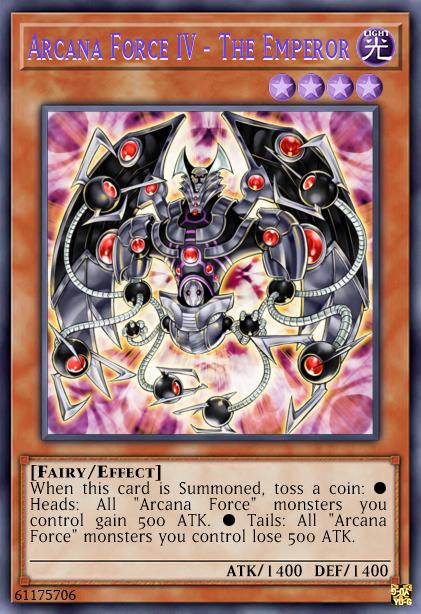 ARCANA FORCE IV - THE EMPEROR
LIGHT
光
[FAIRY/EFFECT]
When this card is Summoned, toss a coin: ●
Heads: All "Arcana Force" monsters you
control gain 500 ATK. ● Tails: All "Arcana
Force" monsters you control lose 500 ATK.
ATK/1400 DEF/1400
61175706